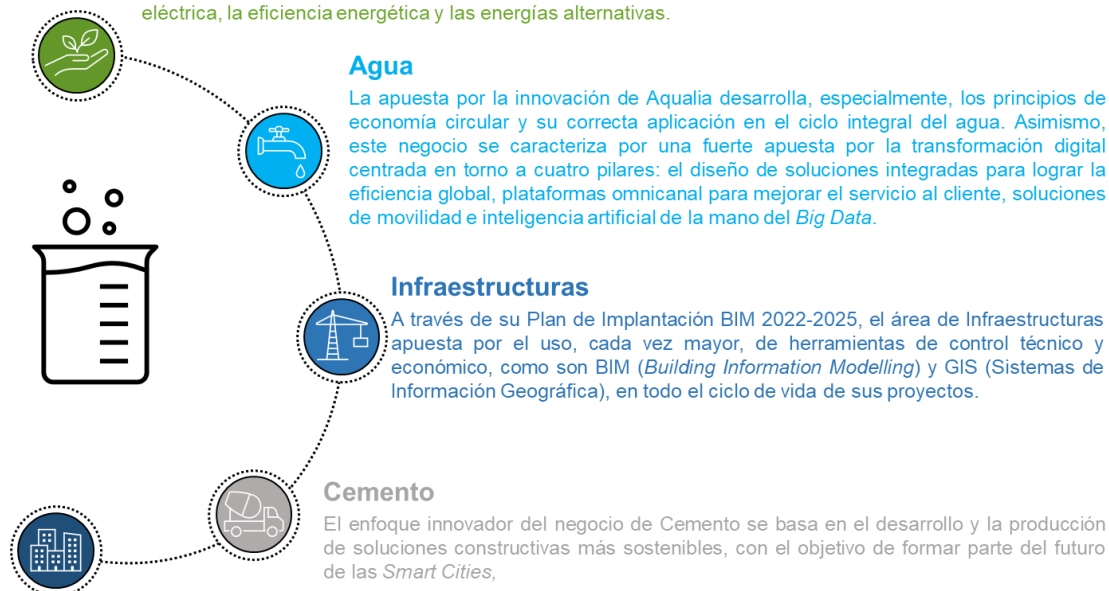 eléctrica, la eficiencia energética y las energías alternativas.
Agua
La apuesta por la innovación de Aqualia desarrolla, especialmente, los principios de
economía circular y su correcta aplicación en el ciclo integral del agua. Asimismo,
este negocio se caracteriza por una fuerte apuesta por la transformación digital
centrada en torno a cuatro pilares: el diseño de soluciones integradas para lograr la
eficiencia global, plataformas omnicanal para mejorar el servicio al cliente, soluciones
de movilidad e inteligencia artificial de la mano del Big Data.
Infraestructuras
A través de su Plan de Implantación BIM 2022-2025, el área de Infraestructuras
apuesta por el uso, cada vez mayor, de herramientas de control técnico y
económico, como son BIM (Building Information Modelling) y GIS (Sistemas de
Información Geográfica), en todo el ciclo de vida de sus proyectos.
Cemento
El enfoque innovador del negocio de Cemento se basa en el desarrollo y la producción
de soluciones constructivas más sostenibles, con el objetivo de formar parte del futuro
de las Smart Cities,